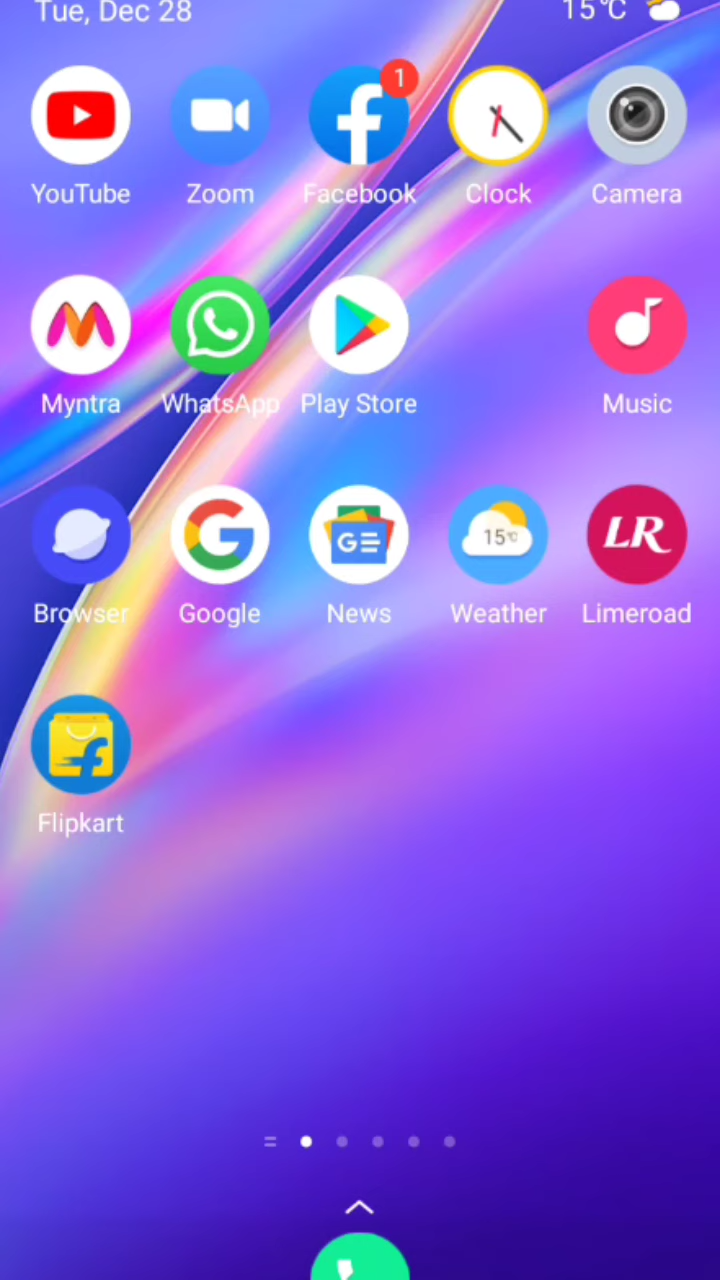 Tue, Dec 28 15°C
1
YouTube Zoom Facebook Clock Camera
Myntra WhatsApp Play Store Music
G≡ 15°C LR
Browser Google News Weather Limeroad
Flipkart